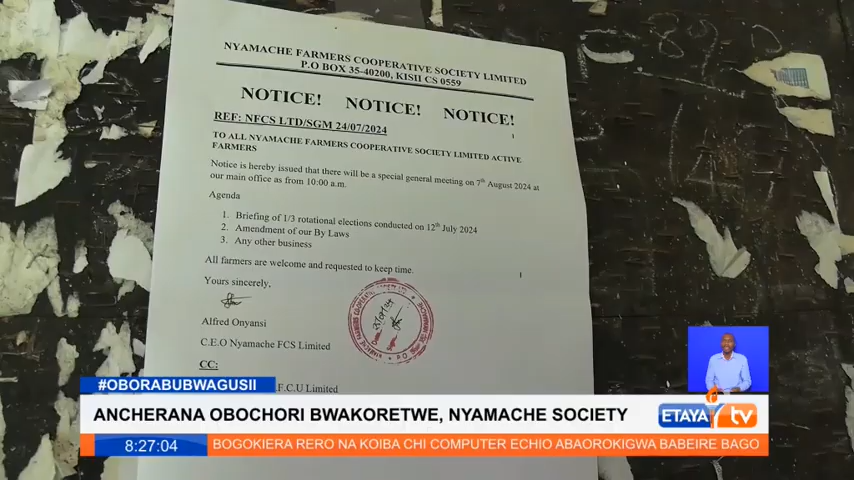 NYAMACHE FARMERS COOPERATIVE SOCIETY LIMITED
P.O BOX 35-40200, KISII CS 0559
NOTICE! NOTICE! NOTICE!
REF: NFCS LTD/SGM 24/07/2024
TO ALL NYAMACHE FARMERS COOPERATIVE SOCIETY LIMITED ACTIVE
FARMERS
Notice is hereby issued that there will be a special general meeting on 7th August 2024 at
our main office as from 10:00 a.m.
Agenda
1. Briefing of 1/3 rotational elections conducted on 12th July 2024
2. Amendment of our By Laws
3. Any other business
All farmers are welcome and requested to keep time.
Yours sincerely,
Alfred Onyansi
C.E.O Nyamache FCS Limited
CC:
F.C.U Limited
#OBORABUBWAGUSII
ANCHERANA OBOCHORI BWAKORETWE, NYAMACHE SOCIETY
ETAYA tv
8:27:04
BOGOKIERA RERO NA KOIBA CHI COMPUTER ECHIO ABAOROKIGWA BABEIRE BAGO